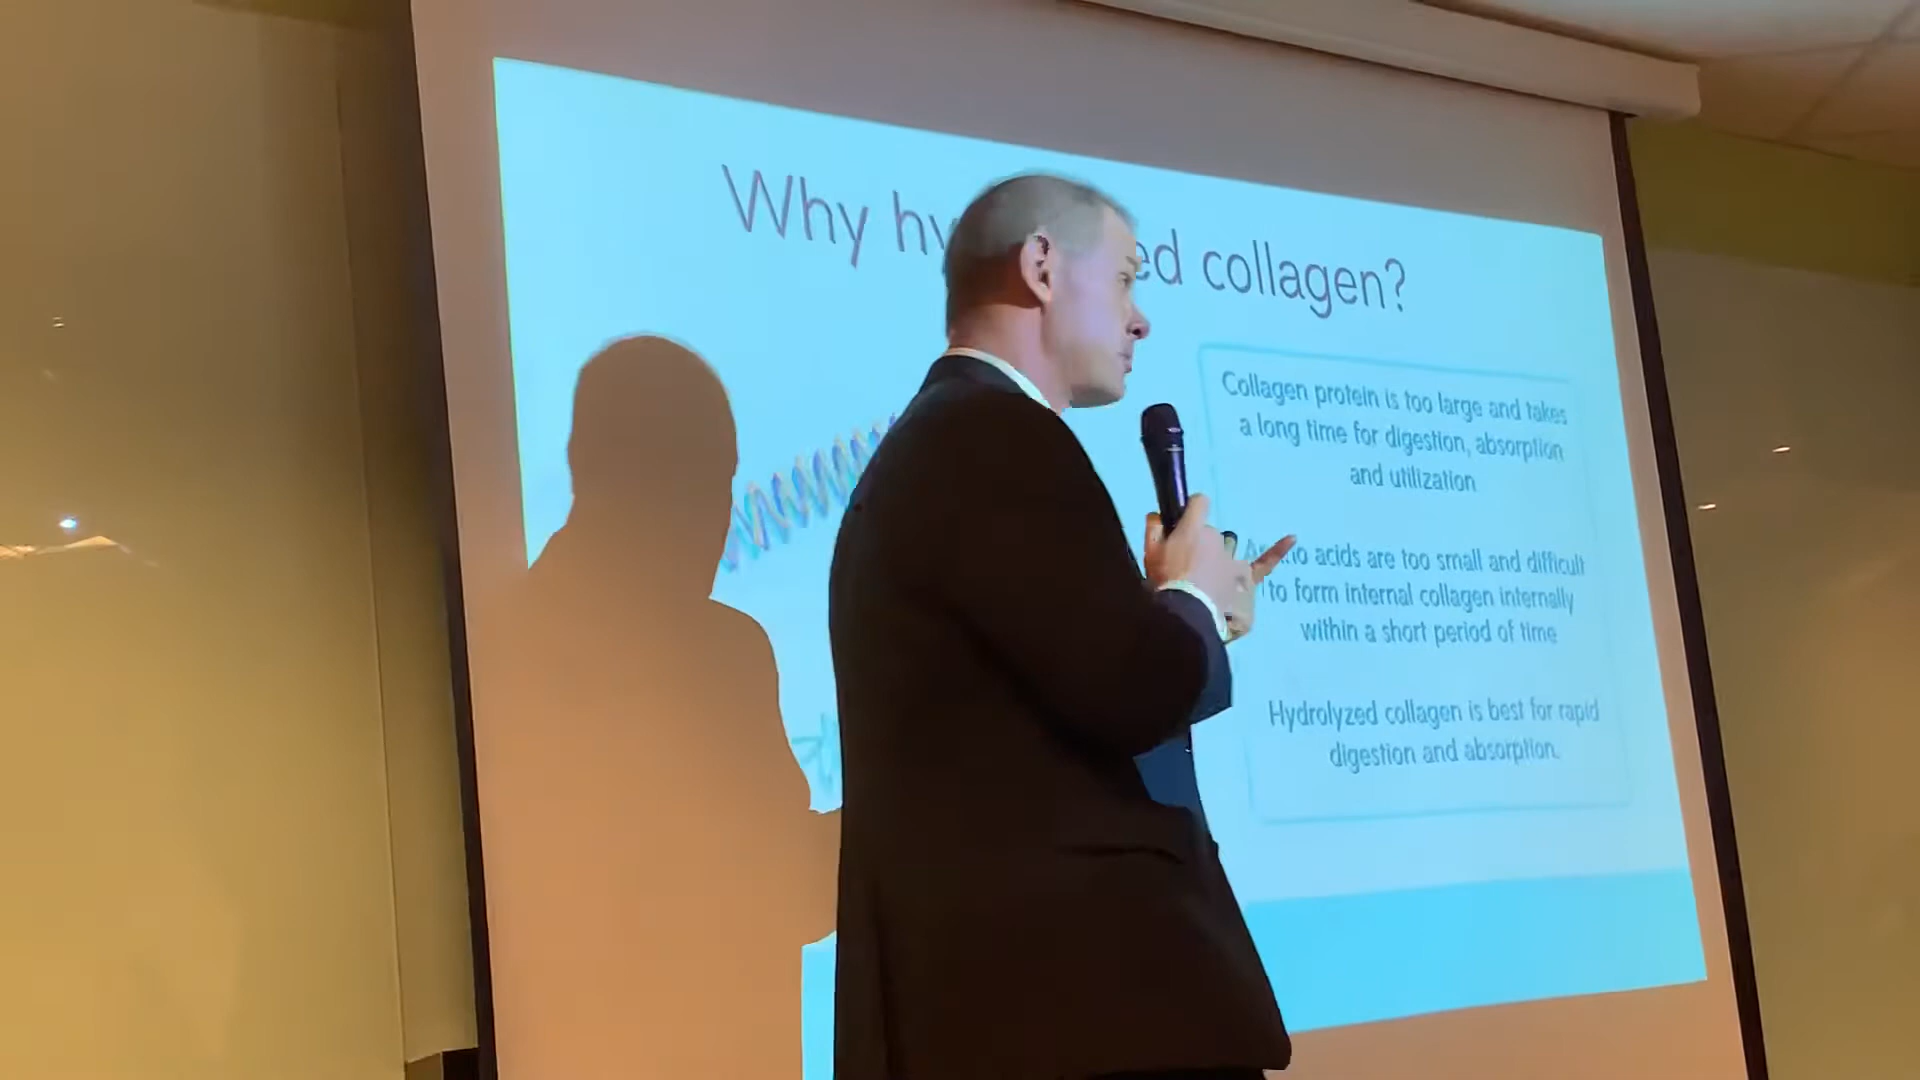 Why hy ed collagen?
Collagen protein is too large and takes
a long time for digestion, absorption
and utilization
acids are too small and difficult
to form internal collagen internally
within a short period of time
Hydrolyzed collagen is best for rapid
digestion and absorption.